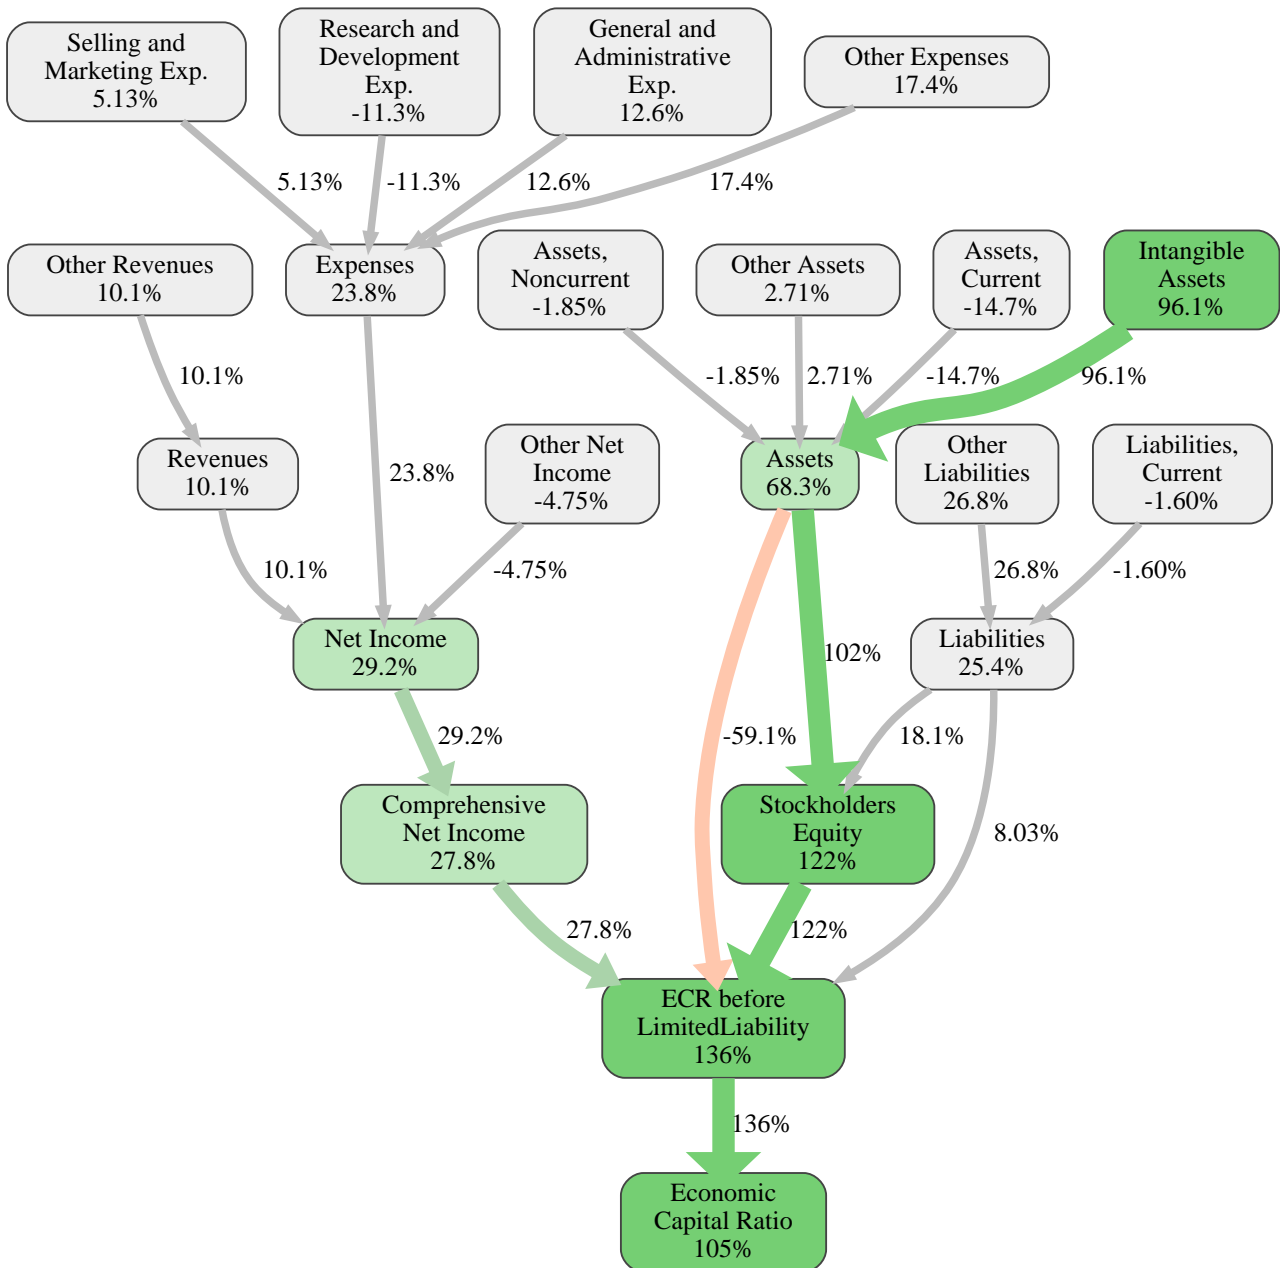 Selling and
Marketing Exp.
5.13%
Research and
Development
Exp.
-11.3%
General and
Administrative
Exp.
12.6%
Other Expenses
17.4%
5.13%
-11.3%
12.6%
17.4%
Other Revenues
10.1%
Expenses
23.8%
Assets,
Noncurrent
-1.85%
Other Assets
2.71%
Assets,
Current
-14.7%
Intangible
Assets
96.1%
10.1%
-1.85%
2.71%
-14.7%
96.1%
Revenues
10.1%
23.8%
Other Net
Income
-4.75%
Assets
68.3%
Other
Liabilities
26.8%
Liabilities,
Current
-1.60%
10.1%
-4.75%
26.8%
-1.60%
Net Income
29.2%
102%
Liabilities
25.4%
29.2%
-59.1%
18.1%
Comprehensive
Net Income
27.8%
Stockholders
Equity
122%
8.03%
27.8%
122%
ECR before
LimitedLiability
136%
136%
Economic
Capital Ratio
105%